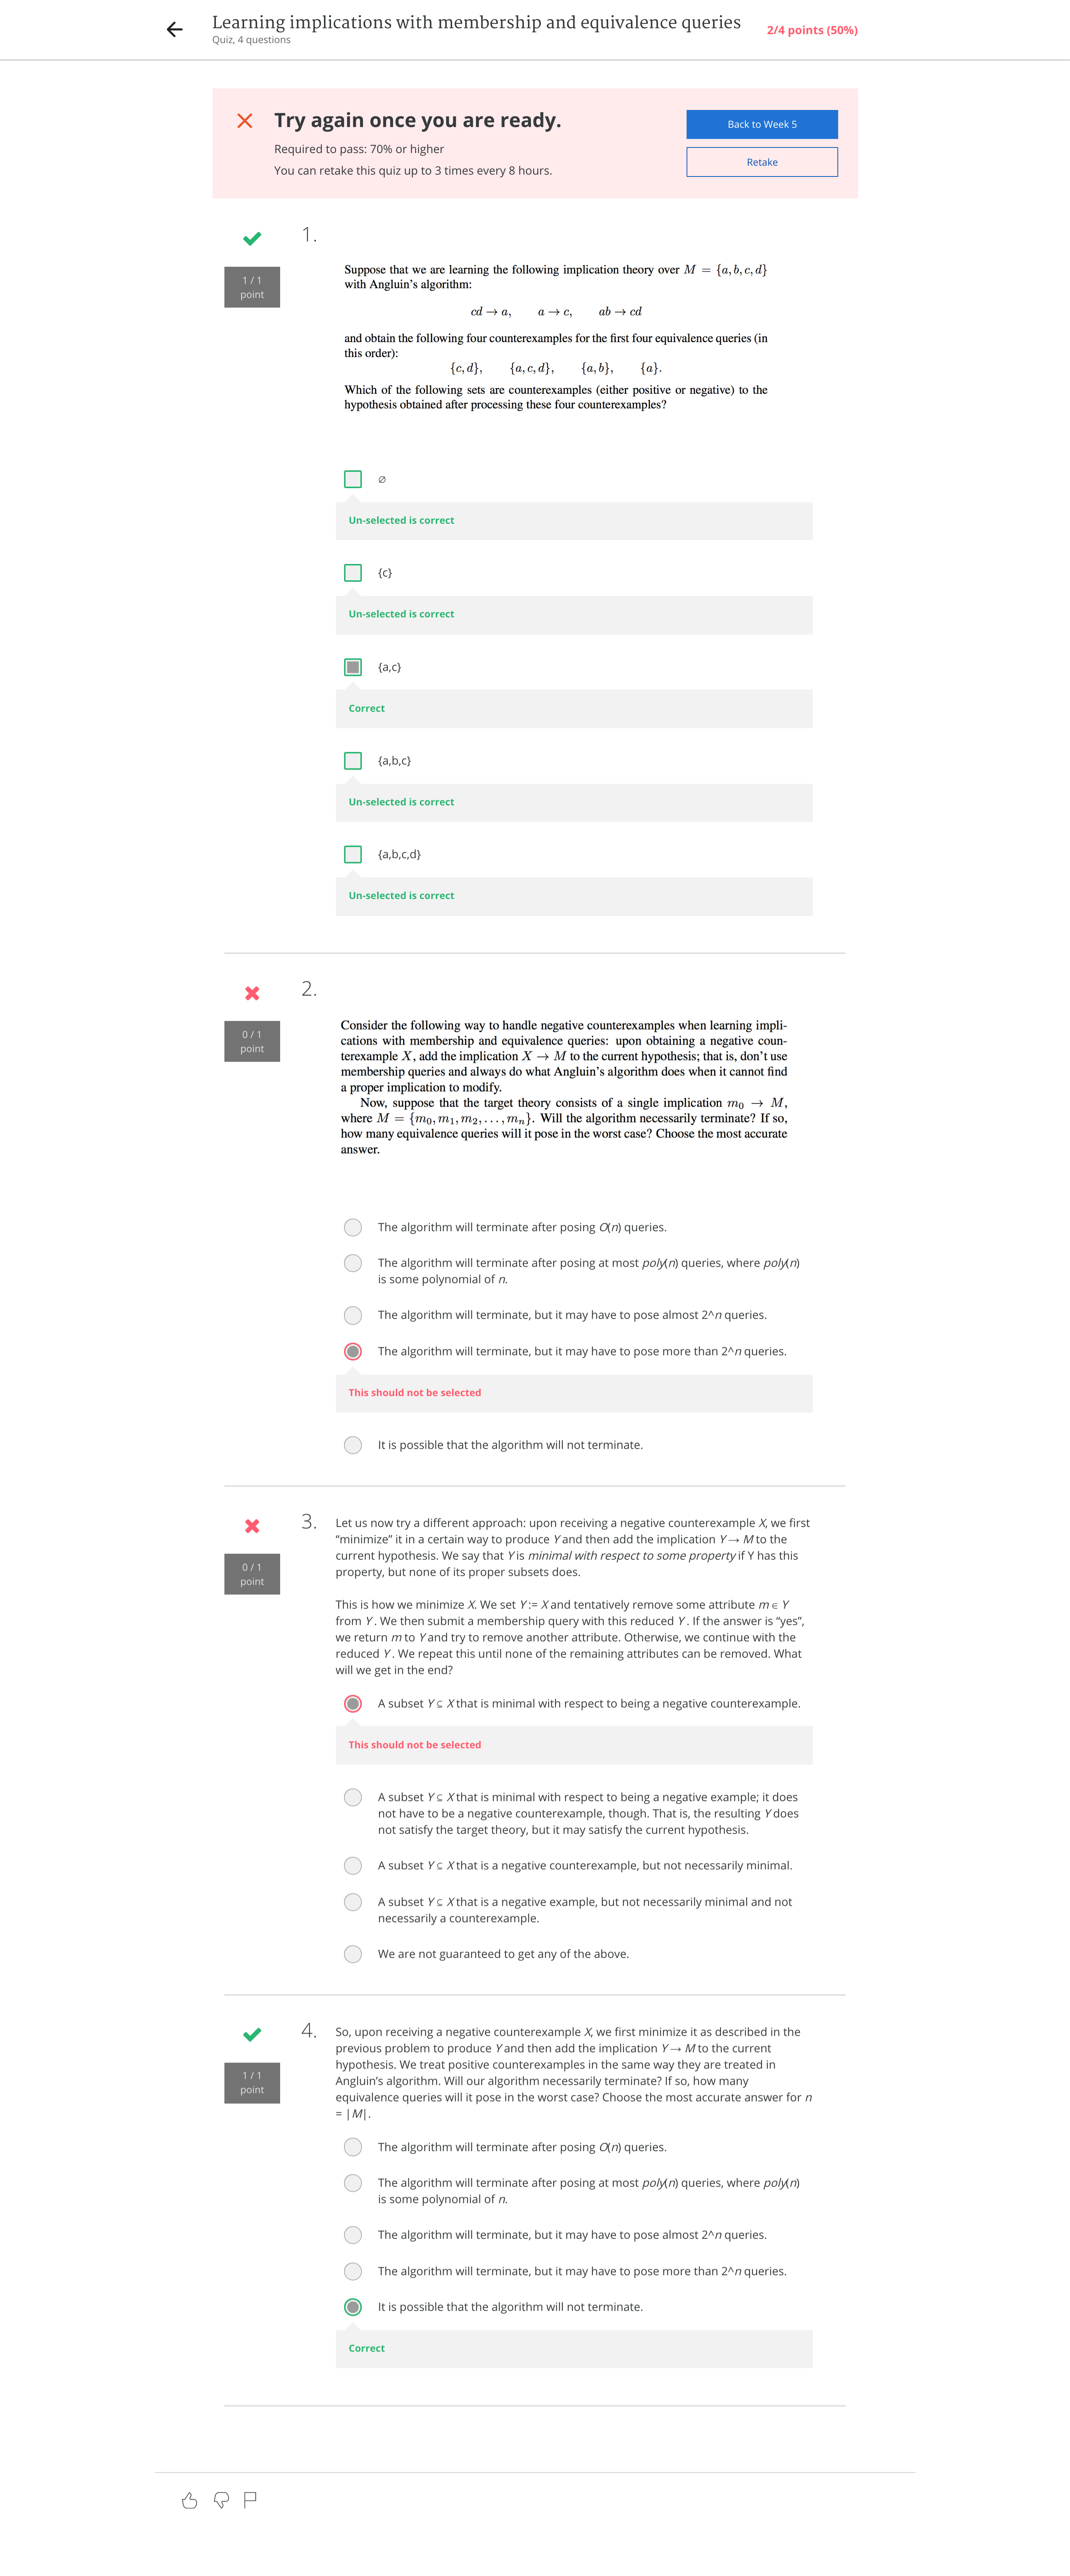 Learning implications with membership and equivalence queries
Quiz, 4 questions
2/4 points (50%)
Try again once you are ready.
Required to pass: 70% or higher
You can retake this quiz up to 3 times every 8 hours.
Back to Week 5
Retake
1.
1 / 1
point
Suppose that we are learning the following implication theory over M = {a, b, c, d}
with Angluin's algorithm:
cd → a, a → c, ab → cd
and obtain the following four counterexamples for the first four equivalence queries (in
this order):
{c, d}, {a, c, d}, {a, b}, {a}.
Which of the following sets are counterexamples (either positive or negative) to the
hypothesis obtained after processing these four counterexamples?
∅
Un-selected is correct
{c}
Un-selected is correct
{a,c}
Correct
{a,b,c}
Un-selected is correct
{a,b,c,d}
Un-selected is correct
2.
0 / 1
point
Consider the following way to handle negative counterexamples when learning impli-
cations with membership and equivalence queries: upon obtaining a negative coun-
terexample X, add the implication X → M to the current hypothesis; that is, don't use
membership queries and always do what Angluin's algorithm does when it cannot find
a proper implication to modify.
Now, suppose that the target theory consists of a single implication m₀ → M,
where M = {m₀, m₁, m₂, . . . , mₙ}. Will the algorithm necessarily terminate? If so,
how many equivalence queries will it pose in the worst case? Choose the most accurate
answer.
The algorithm will terminate after posing O(n) queries.
The algorithm will terminate after posing at most poly(n) queries, where poly(n)
is some polynomial of n.
The algorithm will terminate, but it may have to pose almost 2^n queries.
The algorithm will terminate, but it may have to pose more than 2^n queries.
This should not be selected
It is possible that the algorithm will not terminate.
3.
0 / 1
point
Let us now try a different approach: upon receiving a negative counterexample X, we first
“minimize” it in a certain way to produce Y and then add the implication Y → M to the
current hypothesis. We say that Y is minimal with respect to some property if Y has this
property, but none of its proper subsets does.
This is how we minimize X. We set Y := X and tentatively remove some attribute m ∈ Y
from Y . We then submit a membership query with this reduced Y . If the answer is “yes”,
we return m to Y and try to remove another attribute. Otherwise, we continue with the
reduced Y . We repeat this until none of the remaining attributes can be removed. What
will we get in the end?
A subset Y ⊆ X that is minimal with respect to being a negative counterexample.
This should not be selected
A subset Y ⊆ X that is minimal with respect to being a negative example; it does
not have to be a negative counterexample, though. That is, the resulting Y does
not satisfy the target theory, but it may satisfy the current hypothesis.
A subset Y ⊆ X that is a negative counterexample, but not necessarily minimal.
A subset Y ⊆ X that is a negative example, but not necessarily minimal and not
necessarily a counterexample.
We are not guaranteed to get any of the above.
4.
1 / 1
point
So, upon receiving a negative counterexample X, we first minimize it as described in the
previous problem to produce Y and then add the implication Y → M to the current
hypothesis. We treat positive counterexamples in the same way they are treated in
Angluin's algorithm. Will our algorithm necessarily terminate? If so, how many
equivalence queries will it pose in the worst case? Choose the most accurate answer for n
= |M|.
The algorithm will terminate after posing O(n) queries.
The algorithm will terminate after posing at most poly(n) queries, where poly(n)
is some polynomial of n.
The algorithm will terminate, but it may have to pose almost 2^n queries.
The algorithm will terminate, but it may have to pose more than 2^n queries.
It is possible that the algorithm will not terminate.
Correct